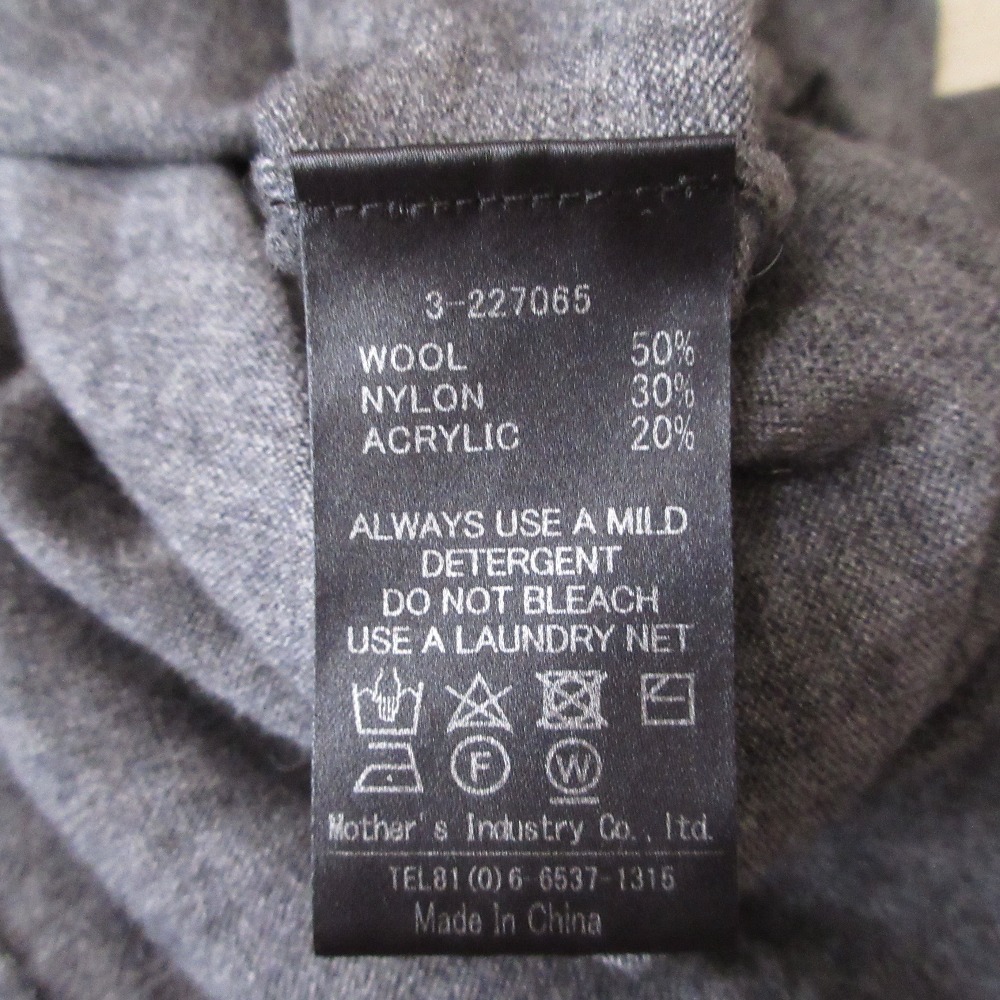 3-227065
WOOL 50%
NYLON 30%
ACRYLIC 20%
ALWAYS USE A MILD
DETERGENT
DO NOT BLEACH
USE A LAUNDRY NET
F W
Mother's Industry Co.,ltd.
TEL81(0)6-6537-1315
Made In China